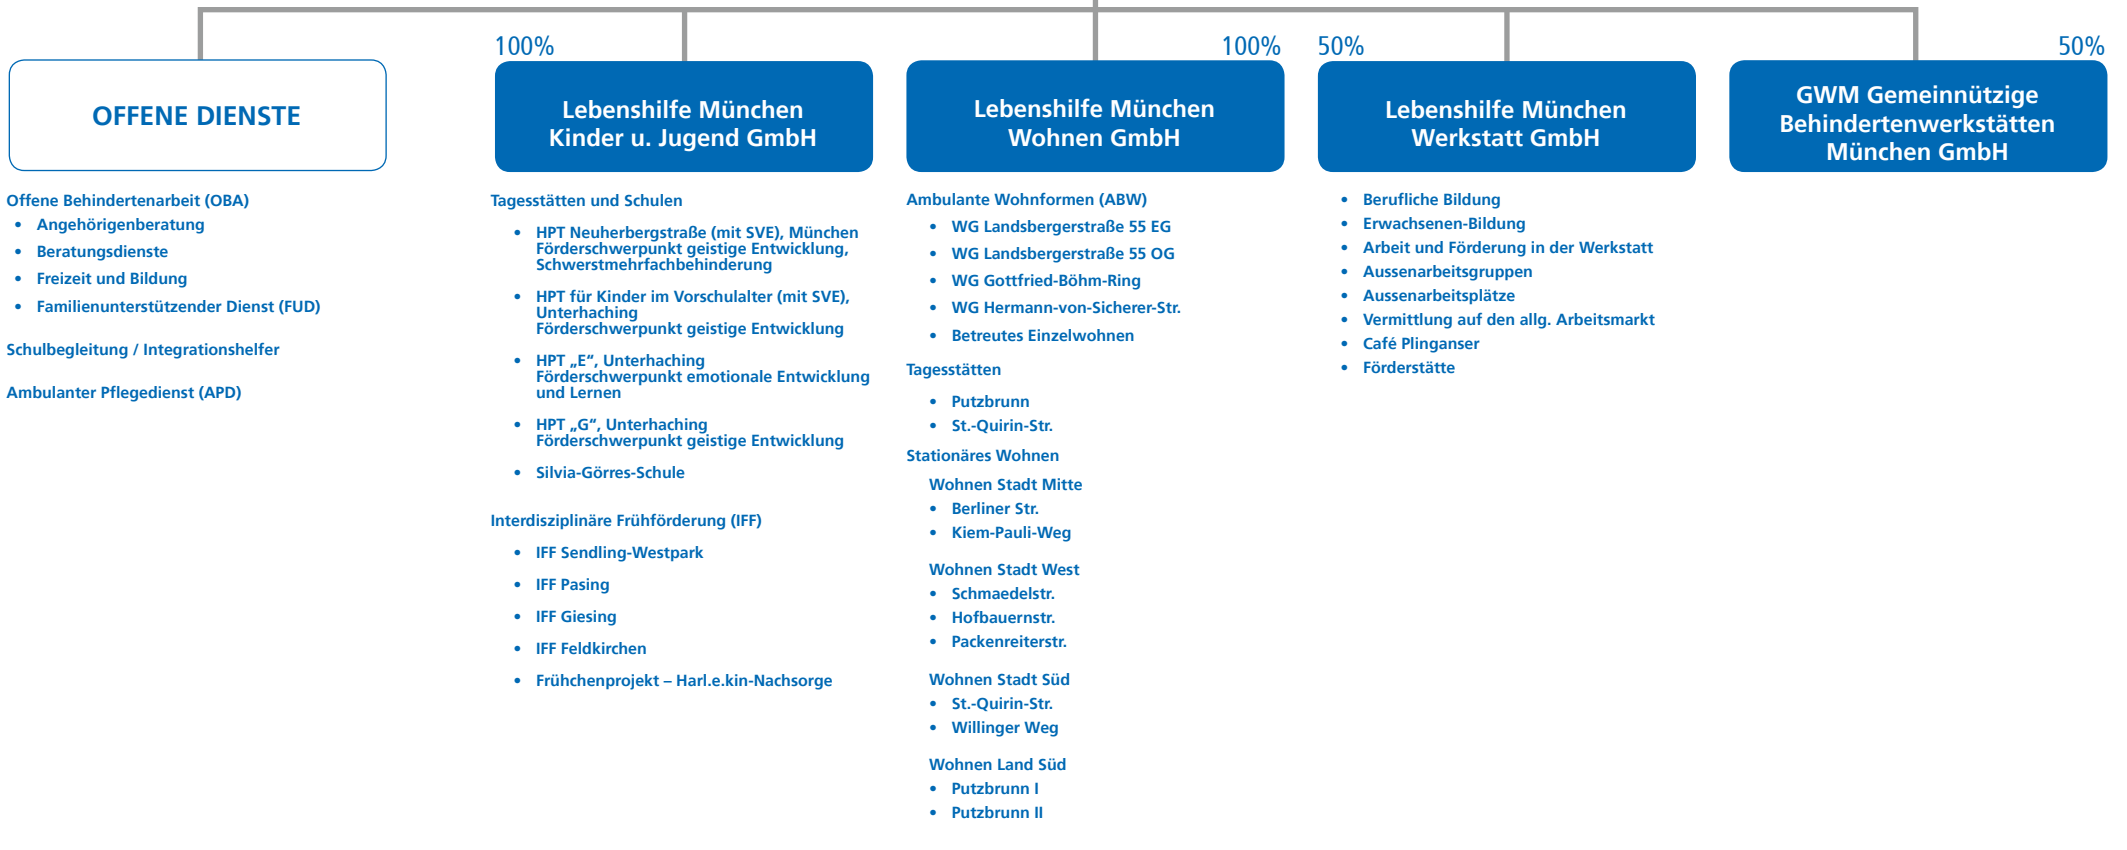 OFFENE DIENSTE
Offene Behindertenarbeit (OBA)
• Angehörigenberatung
• Beratungsdienste
• Freizeit und Bildung
• Familienunterstützender Dienst (FUD)
Schulbegleitung / Integrationshelfer
Ambulanter Pflegedienst (APD)
100%
Lebenshilfe München
Kinder u. Jugend GmbH
Tagesstätten und Schulen
• HPT Neuherbergstraße (mit SVE), München
Förderschwerpunkt geistige Entwicklung,
Schwerstmehrfachbehinderung
• HPT für Kinder im Vorschulalter (mit SVE),
Unterhaching
Förderschwerpunkt geistige Entwicklung
• HPT „E“, Unterhaching
Förderschwerpunkt emotionale Entwicklung
und Lernen
• HPT „G“, Unterhaching
Förderschwerpunkt geistige Entwicklung
• Silvia-Görres-Schule
Interdisziplinäre Frühförderung (IFF)
• IFF Sendling-Westpark
• IFF Pasing
• IFF Giesing
• IFF Feldkirchen
• Frühchenprojekt – Harl.e.kin-Nachsorge
100%
Lebenshilfe München
Wohnen GmbH
Ambulante Wohnformen (ABW)
• WG Landsbergerstraße 55 EG
• WG Landsbergerstraße 55 OG
• WG Gottfried-Böhm-Ring
• WG Hermann-von-Sicherer-Str.
• Betreutes Einzelwohnen
Tagesstätten
• Putzbrunn
• St.-Quirin-Str.
Stationäres Wohnen
Wohnen Stadt Mitte
• Berliner Str.
• Kiem-Pauli-Weg
Wohnen Stadt West
• Schmaedelstr.
• Hofbauernstr.
• Packenreiterstr.
Wohnen Stadt Süd
• St.-Quirin-Str.
• Willinger Weg
Wohnen Land Süd
• Putzbrunn I
• Putzbrunn II
50%
Lebenshilfe München
Werkstatt GmbH
• Berufliche Bildung
• Erwachsenen-Bildung
• Arbeit und Förderung in der Werkstatt
• Aussenarbeitsgruppen
• Aussenarbeitsplätze
• Vermittlung auf den allg. Arbeitsmarkt
• Café Plinganser
• Förderstätte
50%
GWM Gemeinnützige
Behindertenwerkstätten
München GmbH